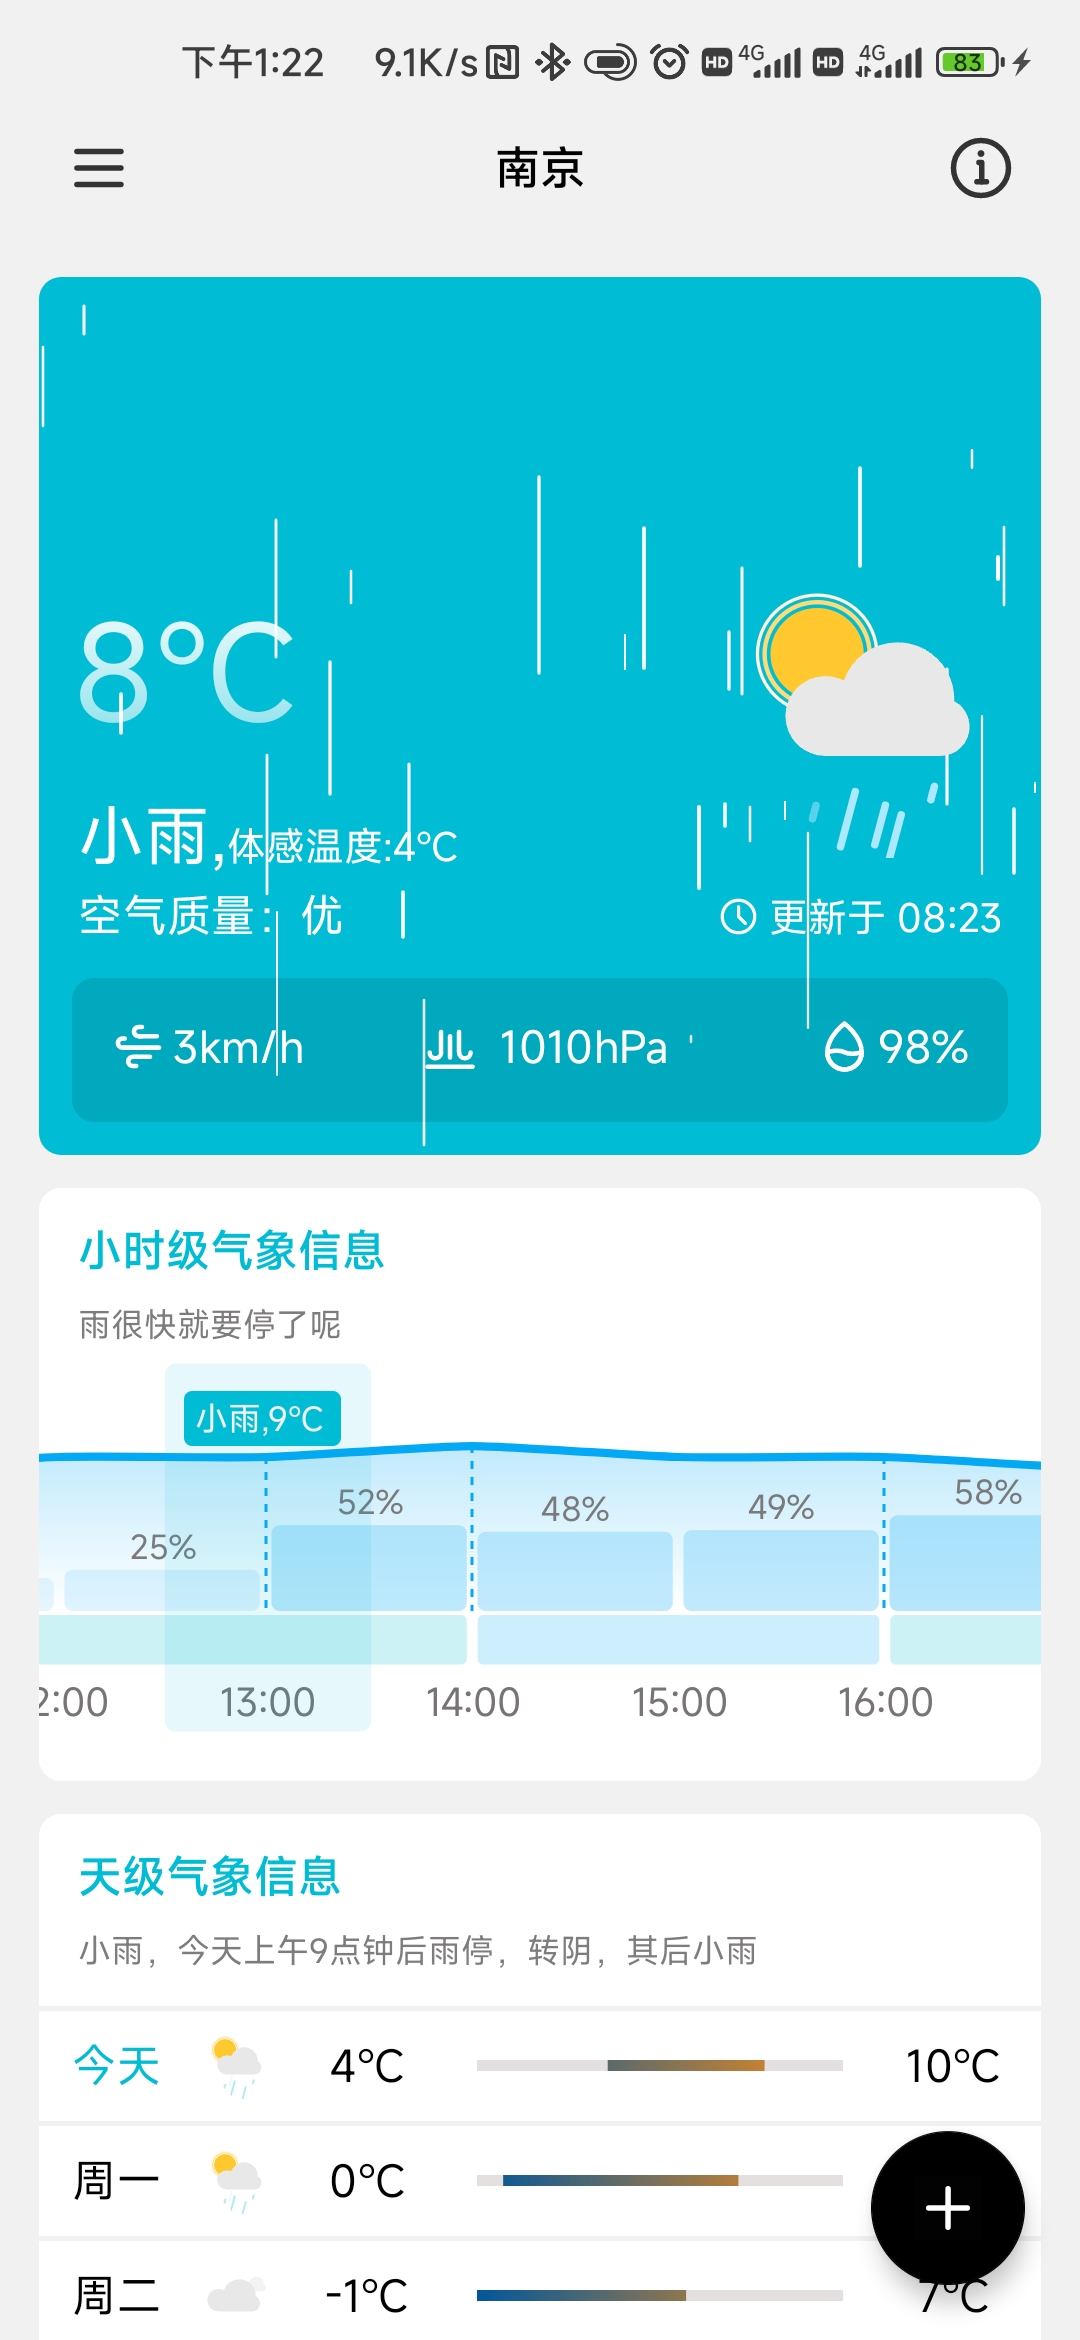 下午1:22 9.1K/s HD 4G HD 4G 83
南京
8°C
小雨,体感温度:4°C
空气质量：优
更新于 08:23
3km/h 1010hPa 98%
小时级气象信息
雨很快就要停了呢
小雨,9°C
25% 52% 48% 49% 58%
2:00 13:00 14:00 15:00 16:00
天级气象信息
小雨，今天上午9点钟后雨停，转阴，其后小雨
今天 4°C 10°C
周一 0°C
周二 -1°C 7°C